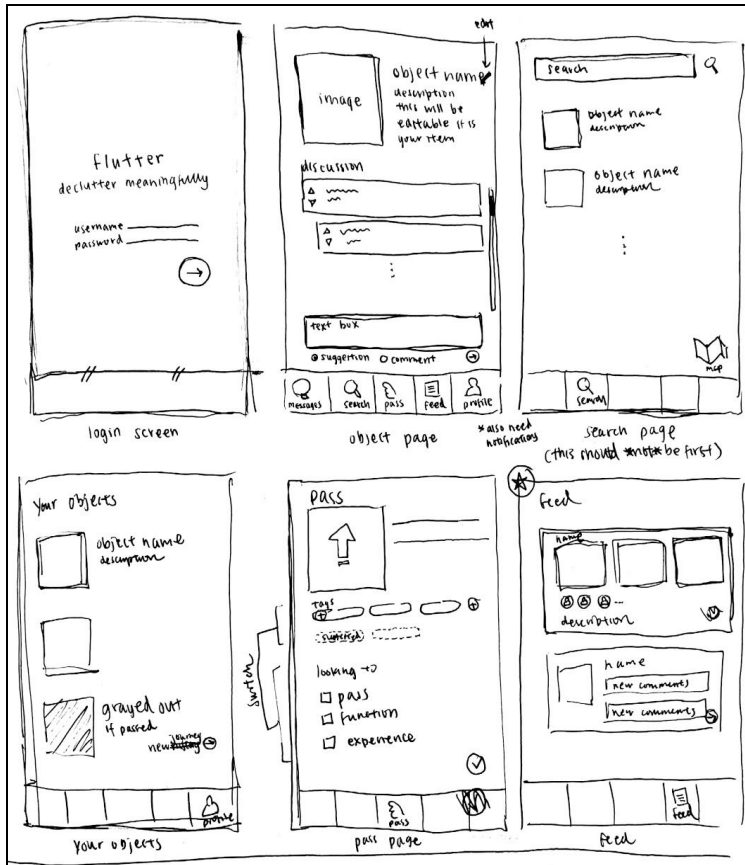 flutter
declutter meaningfully
username
password
login screen
edit
image
object name
description
this will be
editable if it is
your item
discussion
text box
suggestion
comment
messages
search
pass
feed
profile
object page
*also need
notifications
search
object name
description
object name
description
map
search
search page
(this should *not* be first)
Your objects
object name
description
grayed out
if passed
journey
profile
Your objects
pass
tags
suggested
looking to
pass
function
experience
switch
pass
pass page
feed
name
description
name
new comments
new comments
feed
feed